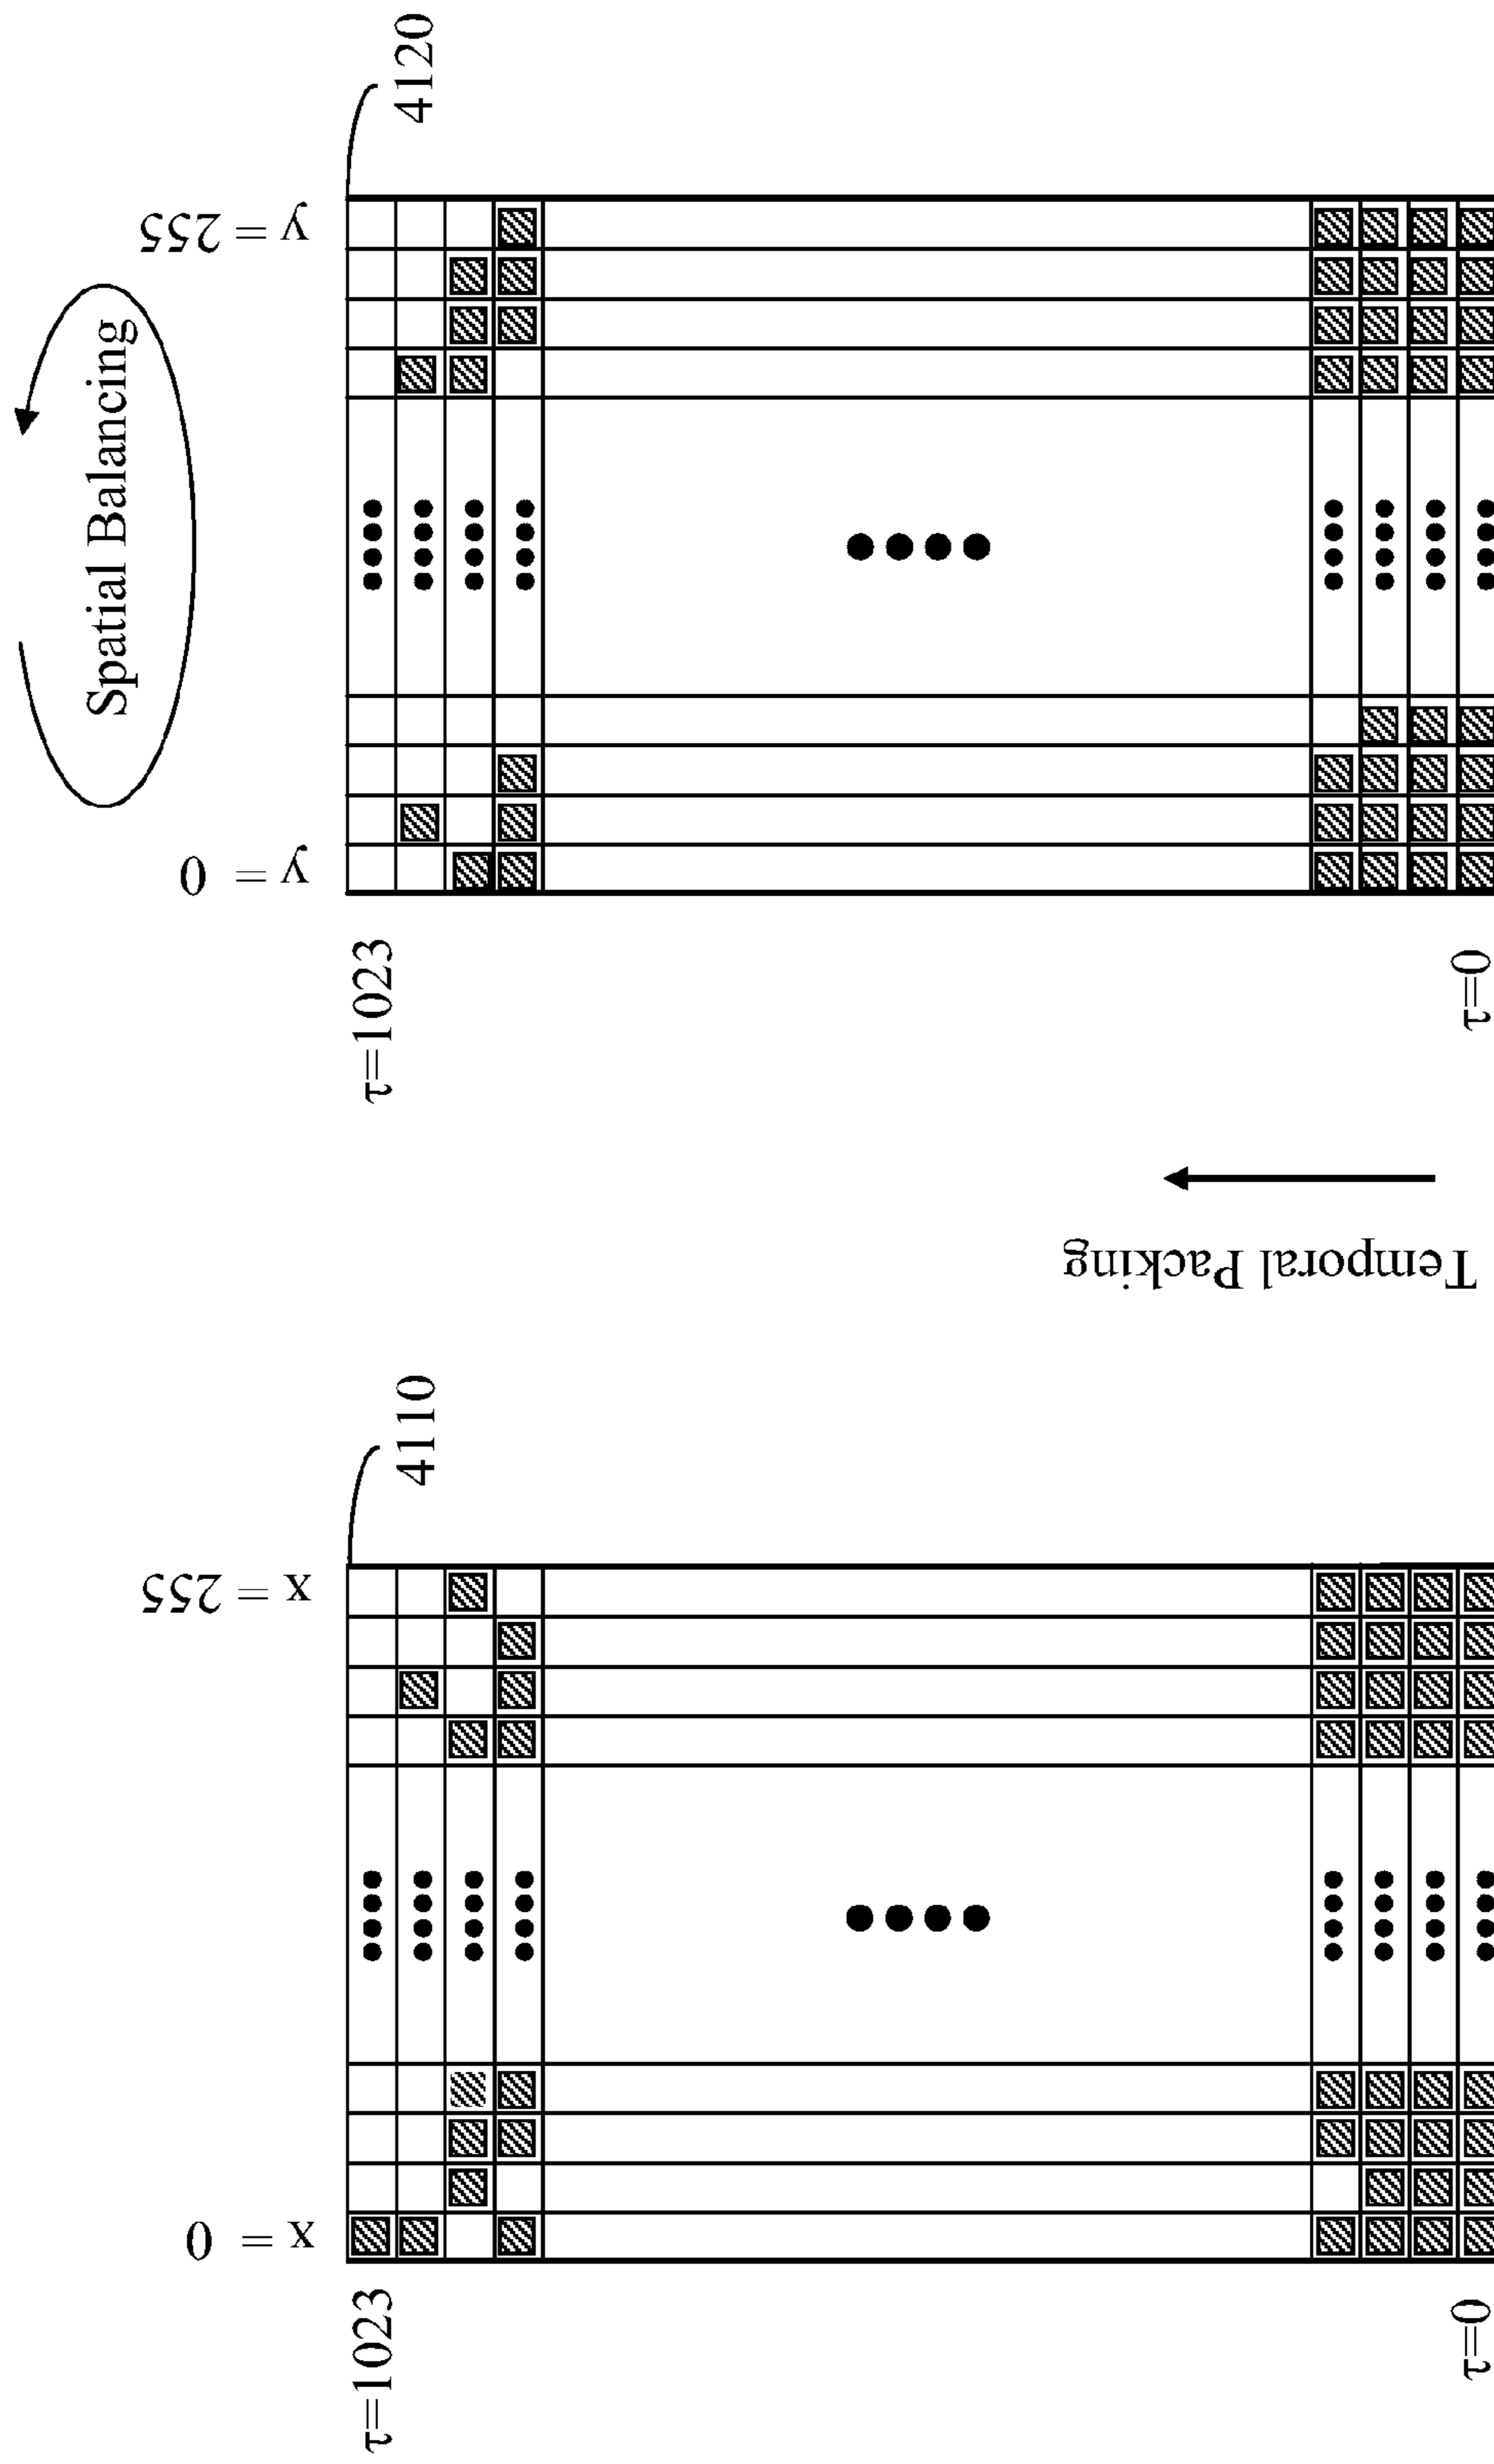 Spatial Balancing
4120
y = 255
y = 0
τ=1023
τ=0
Temporal Packing
4110
x = 255
x = 0
τ=1023
τ=0